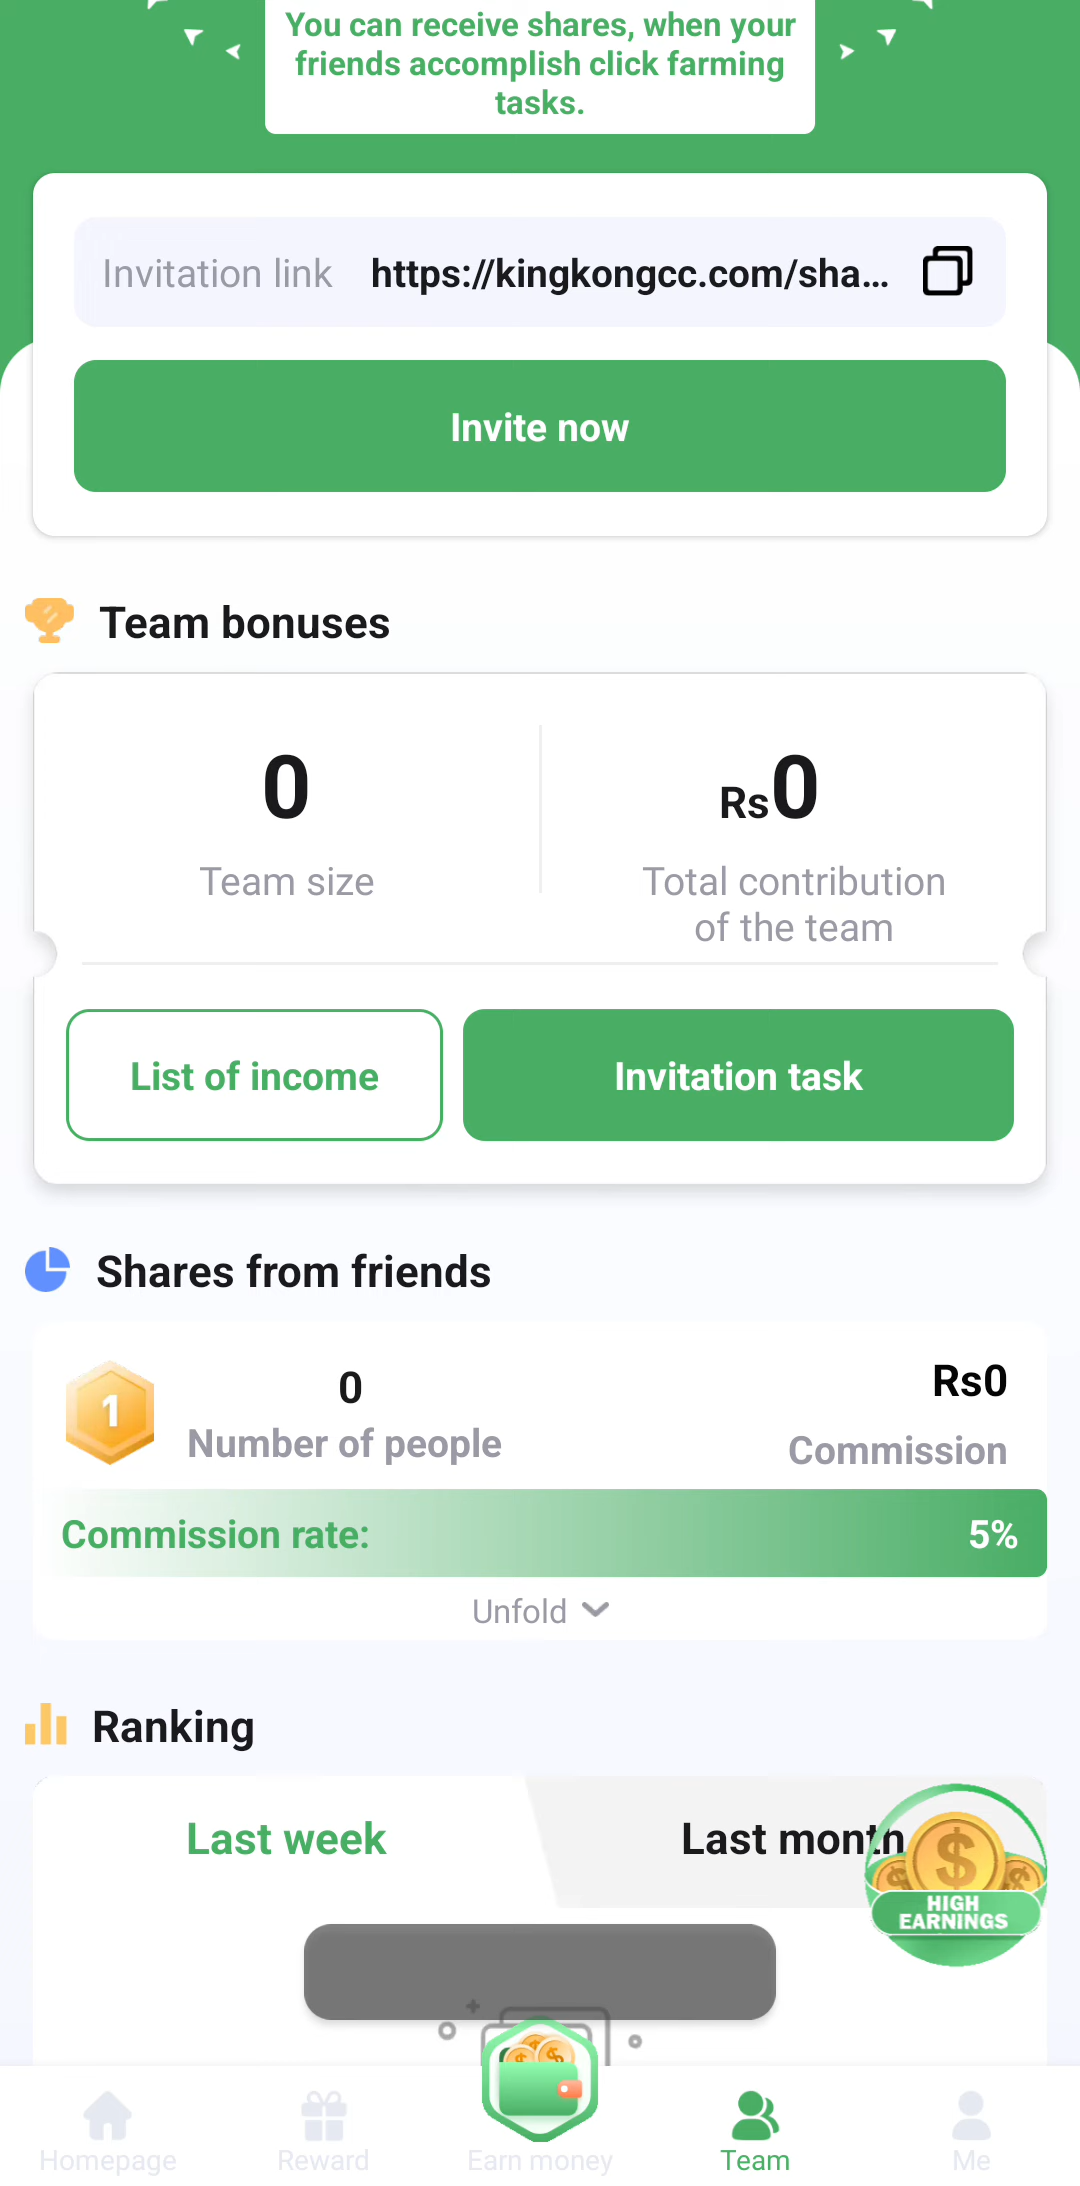 You can receive shares, when your
friends accomplish click farming
tasks.
Invitation link https://kingkongcc.com/sha...
Invite now
Team bonuses
0
Team size
Rs0
Total contribution
of the team
List of income
Invitation task
Shares from friends
1
0
Number of people
Rs0
Commission
Commission rate: 5%
Unfold
Ranking
Last week
Last month
HIGH
EARNINGS
Homepage
Reward
Earn money
Team
Me